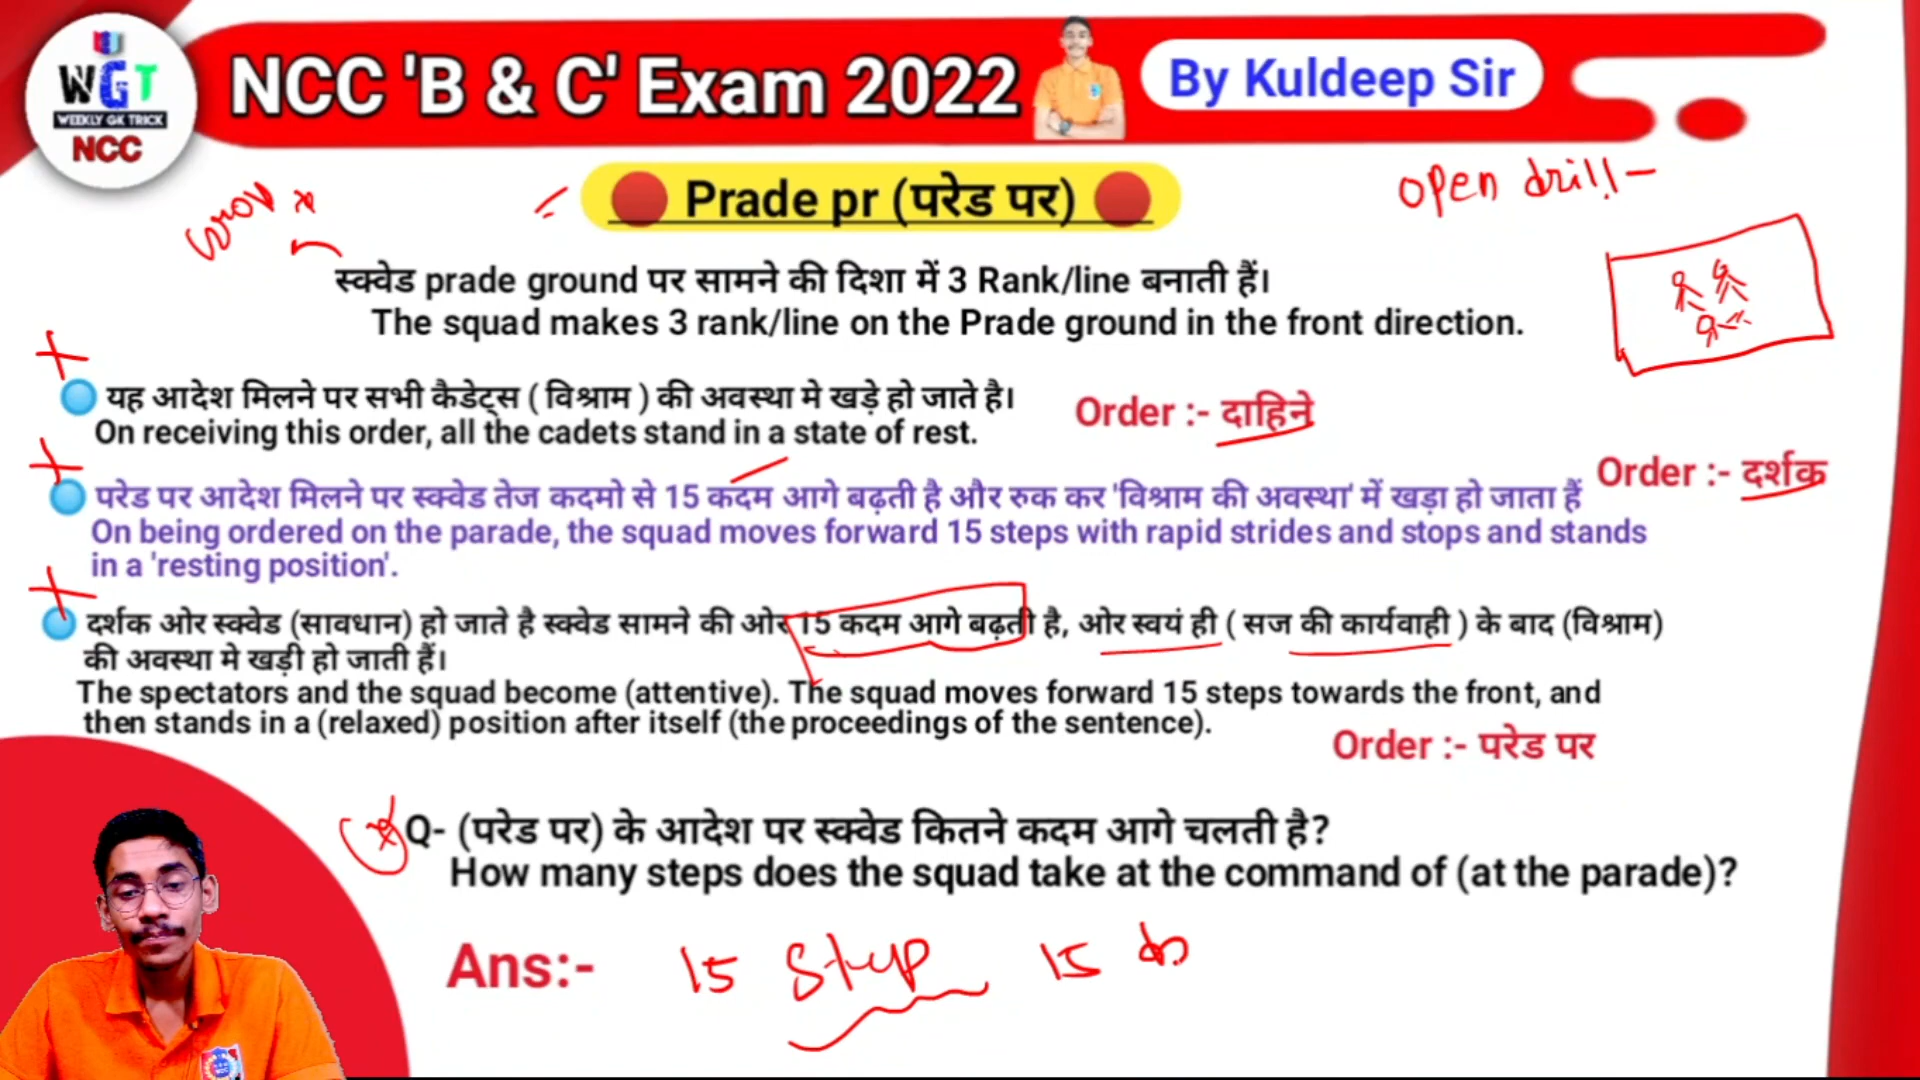 WGT
WEEKLY GK TRICK
NCC
NCC 'B & C' Exam 2022
By Kuldeep Sir
Prade pr (परेड पर)
open drill -
स्क्वेड prade ground पर सामने की दिशा में 3 Rank/line बनाती हैं।
The squad makes 3 rank/line on the Prade ground in the front direction.
यह आदेश मिलने पर सभी कैडेट्स ( विश्राम ) की अवस्था मे खड़े हो जाते है।
On receiving this order, all the cadets stand in a state of rest.
Order :- दाहिने
Order :- दर्शक
परेड पर आदेश मिलने पर स्क्वेड तेज कदमो से 15 कदम आगे बढ़ती है और रुक कर 'विश्राम की अवस्था' में खड़ा हो जाता हैं
On being ordered on the parade, the squad moves forward 15 steps with rapid strides and stops and stands
in a 'resting position'.
दर्शक ओर स्क्वेड (सावधान) हो जाते है स्क्वेड सामने की ओर 15 कदम आगे बढ़ती है, ओर स्वयं ही ( सज की कार्यवाही ) के बाद (विश्राम)
की अवस्था मे खड़ी हो जाती हैं।
The spectators and the squad become (attentive). The squad moves forward 15 steps towards the front, and
then stands in a (relaxed) position after itself (the proceedings of the sentence).
Order :- परेड पर
Q- (परेड पर) के आदेश पर स्क्वेड कितने कदम आगे चलती है?
How many steps does the squad take at the command of (at the parade)?
Ans:- 15 Step 15 क